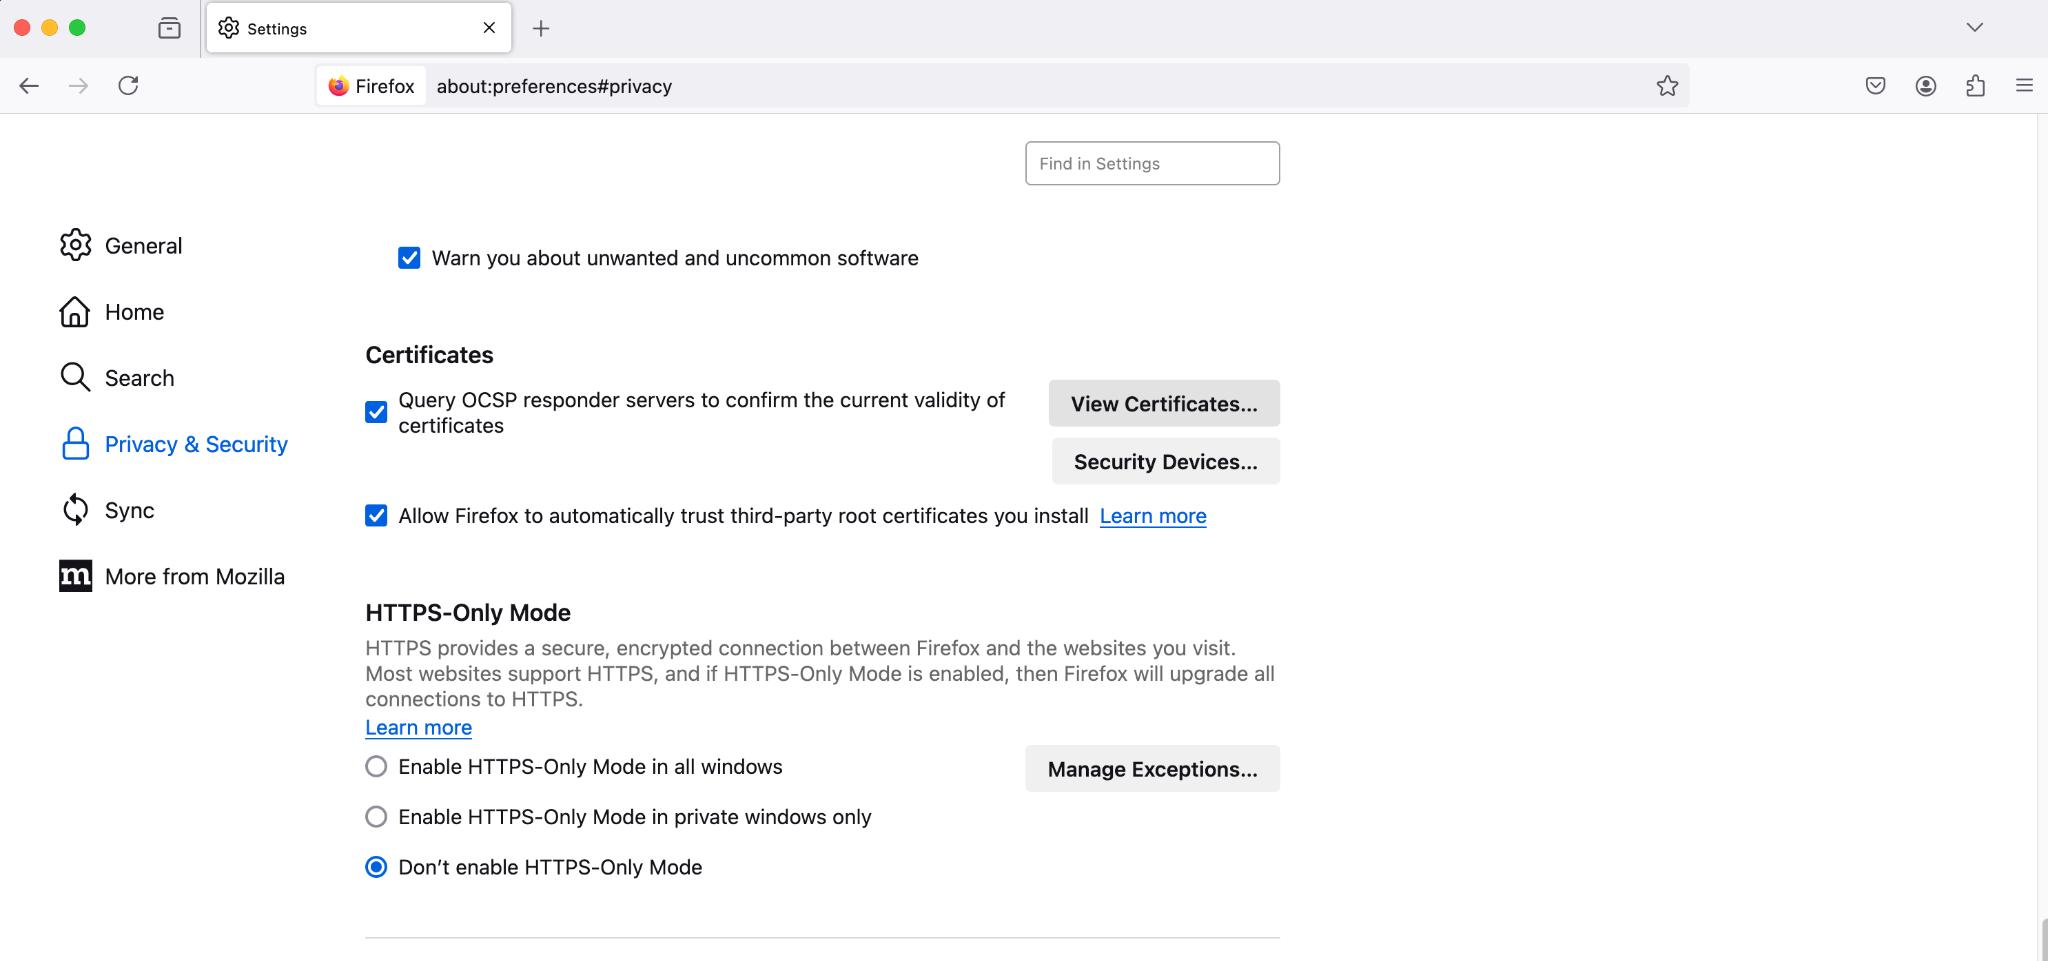 Settings
Firefox
about:preferences#privacy
Find in Settings
General
Home
Search
Privacy & Security
Sync
m
More from Mozilla
Warn you about unwanted and uncommon software
Certificates
Query OCSP responder servers to confirm the current validity of
certificates
View Certificates...
Security Devices...
Allow Firefox to automatically trust third-party root certificates you install Learn more
HTTPS-Only Mode
HTTPS provides a secure, encrypted connection between Firefox and the websites you visit.
Most websites support HTTPS, and if HTTPS-Only Mode is enabled, then Firefox will upgrade all
connections to HTTPS.
Learn more
Enable HTTPS-Only Mode in all windows
Manage Exceptions...
Enable HTTPS-Only Mode in private windows only
Don’t enable HTTPS-Only Mode